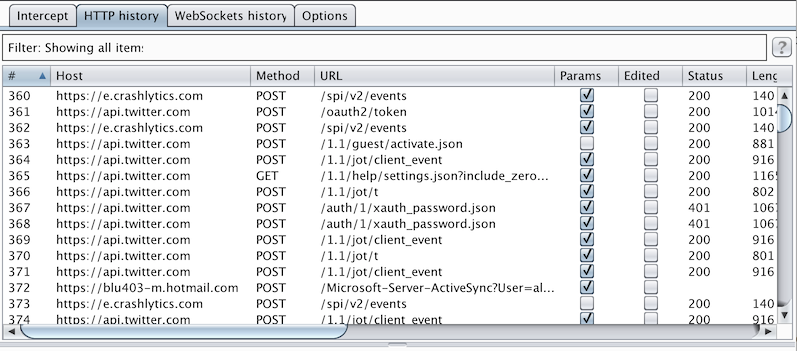 Intercept HTTP history WebSockets history Options
Filter: Showing all item
?
# Host Method URL Params Edited Status Leng
360 https://e.crashlytics.com POST /spi/v2/events 200 140
361 https://api.twitter.com POST /oauth2/token 200 101
362 https://e.crashlytics.com POST /spi/v2/events 200 140
363 https://api.twitter.com POST /1.1/guest/activate.json 200 881
364 https://api.twitter.com POST /1.1/jot/client_event 200 916
365 https://api.twitter.com GET /1.1/help/settings.json?include_zero... 200 116
366 https://api.twitter.com POST /1.1/jot/t 200 802
367 https://api.twitter.com POST /auth/1/xauth_password.json 401 106
368 https://api.twitter.com POST /auth/1/xauth_password.json 401 106
369 https://api.twitter.com POST /1.1/jot/client_event 200 916
370 https://api.twitter.com POST /1.1/jot/t 200 801
371 https://api.twitter.com POST /1.1/jot/client_event 200 916
372 https://blu403-m.hotmail.com POST /Microsoft-Server-ActiveSync?User=al...
373 https://e.crashlytics.com POST /spi/v2/events 200 140
374 https://api.twitter.com POST /1.1/jot/client_event 200 916